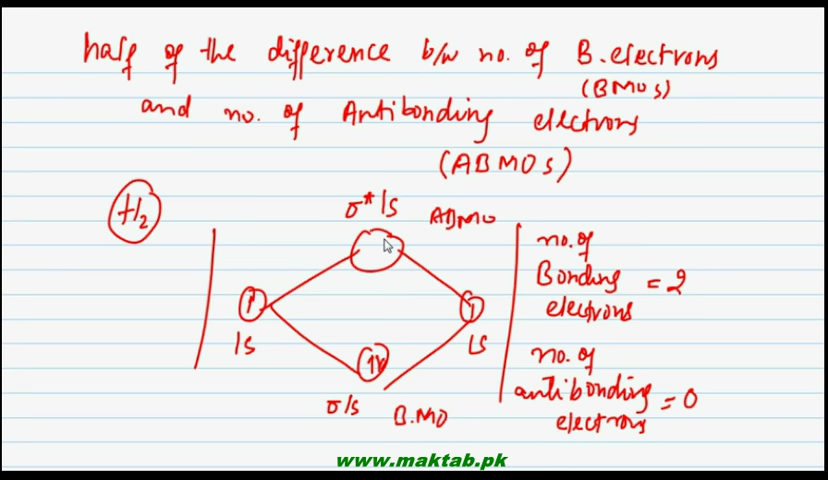 half of the difference b/w no. of B. electrons
(BMOs)
and no. of Antibonding electrons
(ABMOs)
H2
σ*1s ABMO
1s
1s
σ1s B.MO
no. of
Bonding = 2
electrons
no. of
antibonding = 0
electrons
www.maktab.pk